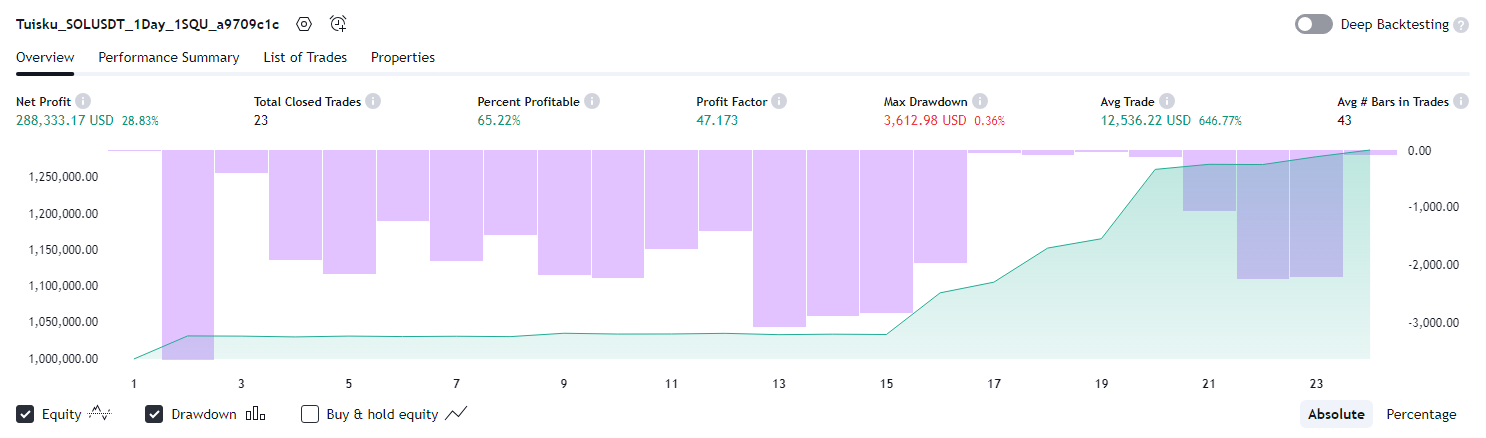 Tuisku_SOLUSDT_1Day_1SQU_a9709c1c Deep Backtesting ?
Overview Performance Summary List of Trades Properties
Net Profit Total Closed Trades Percent Profitable Profit Factor Max Drawdown Avg Trade Avg # Bars in Trades
288,333.17 USD 28.83% 23 65.22% 47.173 3,612.98 USD 0.36% 12,536.22 USD 646.77% 43
0.00
1,250,000.00
-1,000.00
1,200,000.00
1,150,000.00
-2,000.00
1,100,000.00
1,050,000.00
-3,000.00
1,000,000.00
1 3 5 7 9 11 13 15 17 19 21 23
Equity Drawdown Buy & hold equity Absolute Percentage